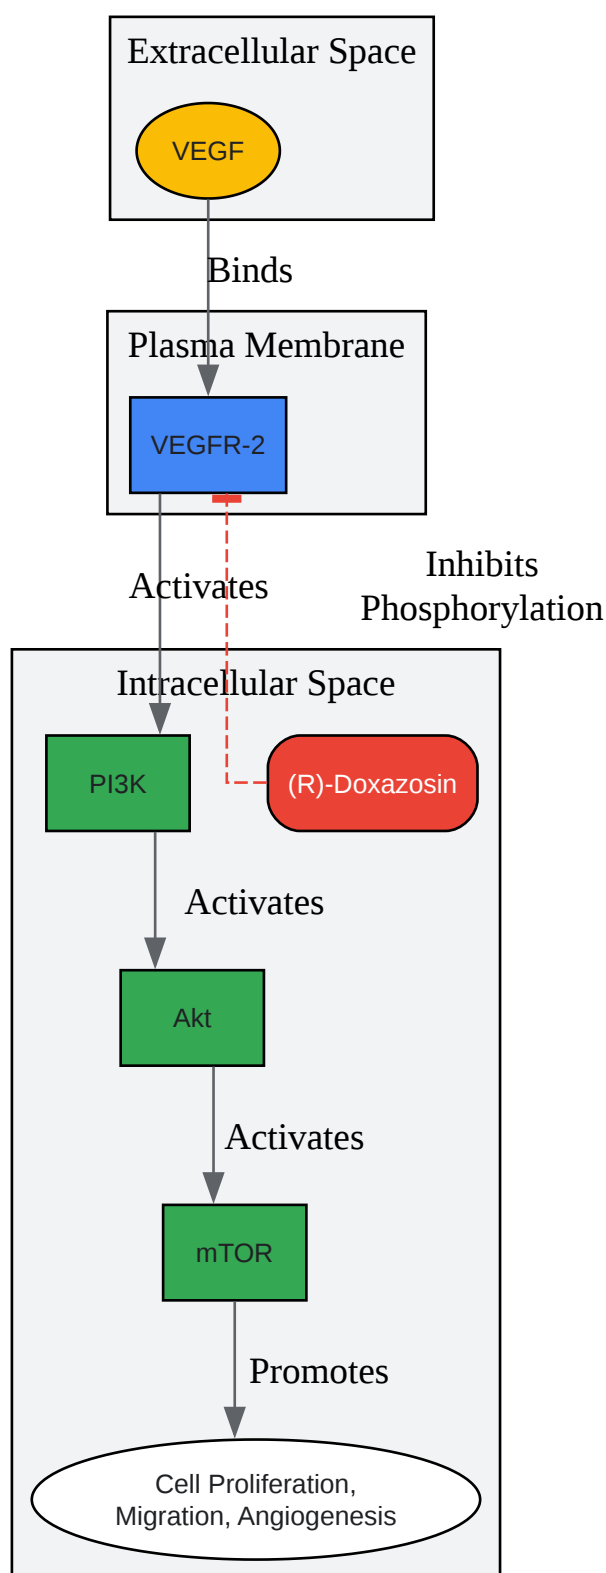 Extracellular Space
VEGF
Binds
Plasma Membrane
VEGFR-2
Activates
Inhibits
Phosphorylation
Intracellular Space
PI3K
(R)-Doxazosin
Activates
Akt
Activates
mTOR
Promotes
Cell Proliferation,
Migration, Angiogenesis